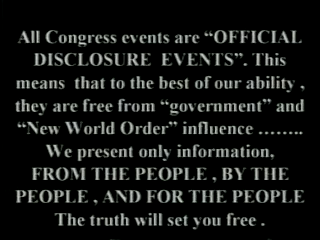 All Congress events are “OFFICIAL
DISCLOSURE EVENTS”. This
means that to the best of our ability ,
they are free from “government” and
“New World Order” influence ……..
We present only information,
FROM THE PEOPLE , BY THE
PEOPLE , AND FOR THE PEOPLE
The truth will set you free .